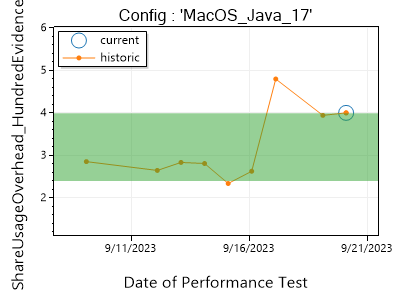 Config : 'MacOS_Java_17'
current
historic
ShareUsageOverhead_HundredEvidence
6
5
4
3
2
9/11/2023
9/16/2023
9/21/2023
Date of Performance Test